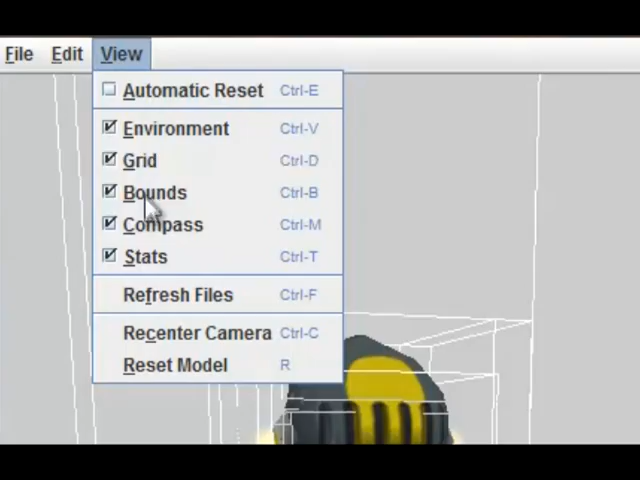 File Edit View
Automatic Reset Ctrl-E
Environment Ctrl-V
Grid Ctrl-D
Bounds Ctrl-B
Compass Ctrl-M
Stats Ctrl-T
Refresh Files Ctrl-F
Recenter Camera Ctrl-C
Reset Model R